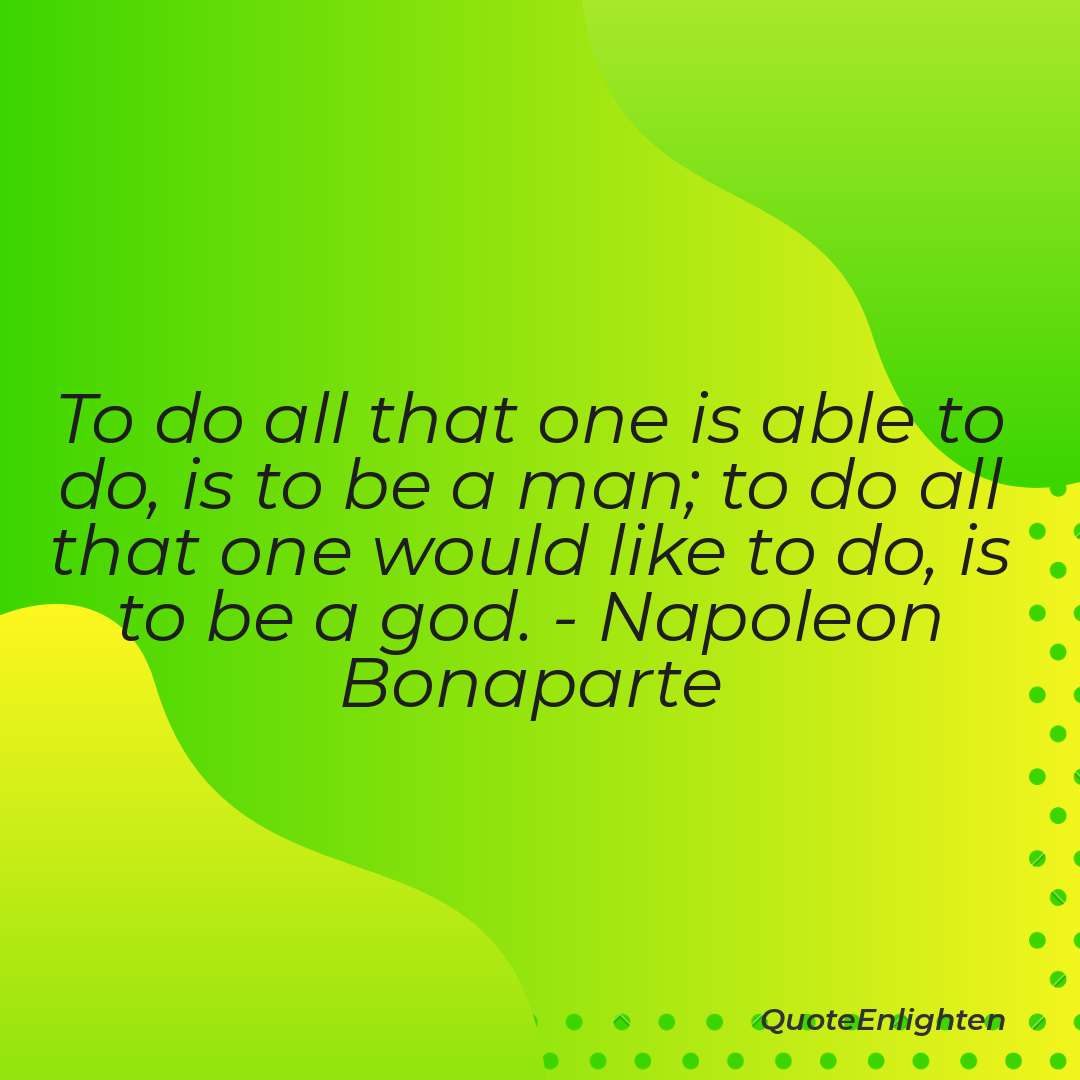 To do all that one is able to
do, is to be a man; to do all
that one would like to do, is
to be a god. - Napoleon
Bonaparte
QuoteEnlighten